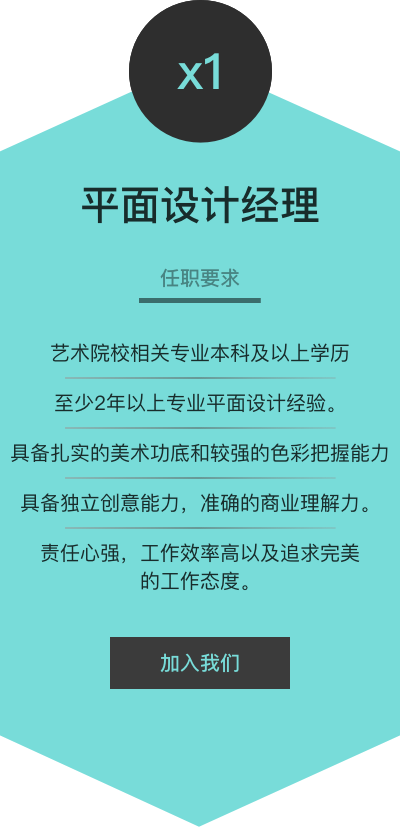 x1
平面设计经理
任职要求
艺术院校相关专业本科及以上学历
至少2年以上专业平面设计经验。
具备扎实的美术功底和较强的色彩把握能力
具备独立创意能力，准确的商业理解力。
责任心强，工作效率高以及追求完美
的工作态度。
加入我们